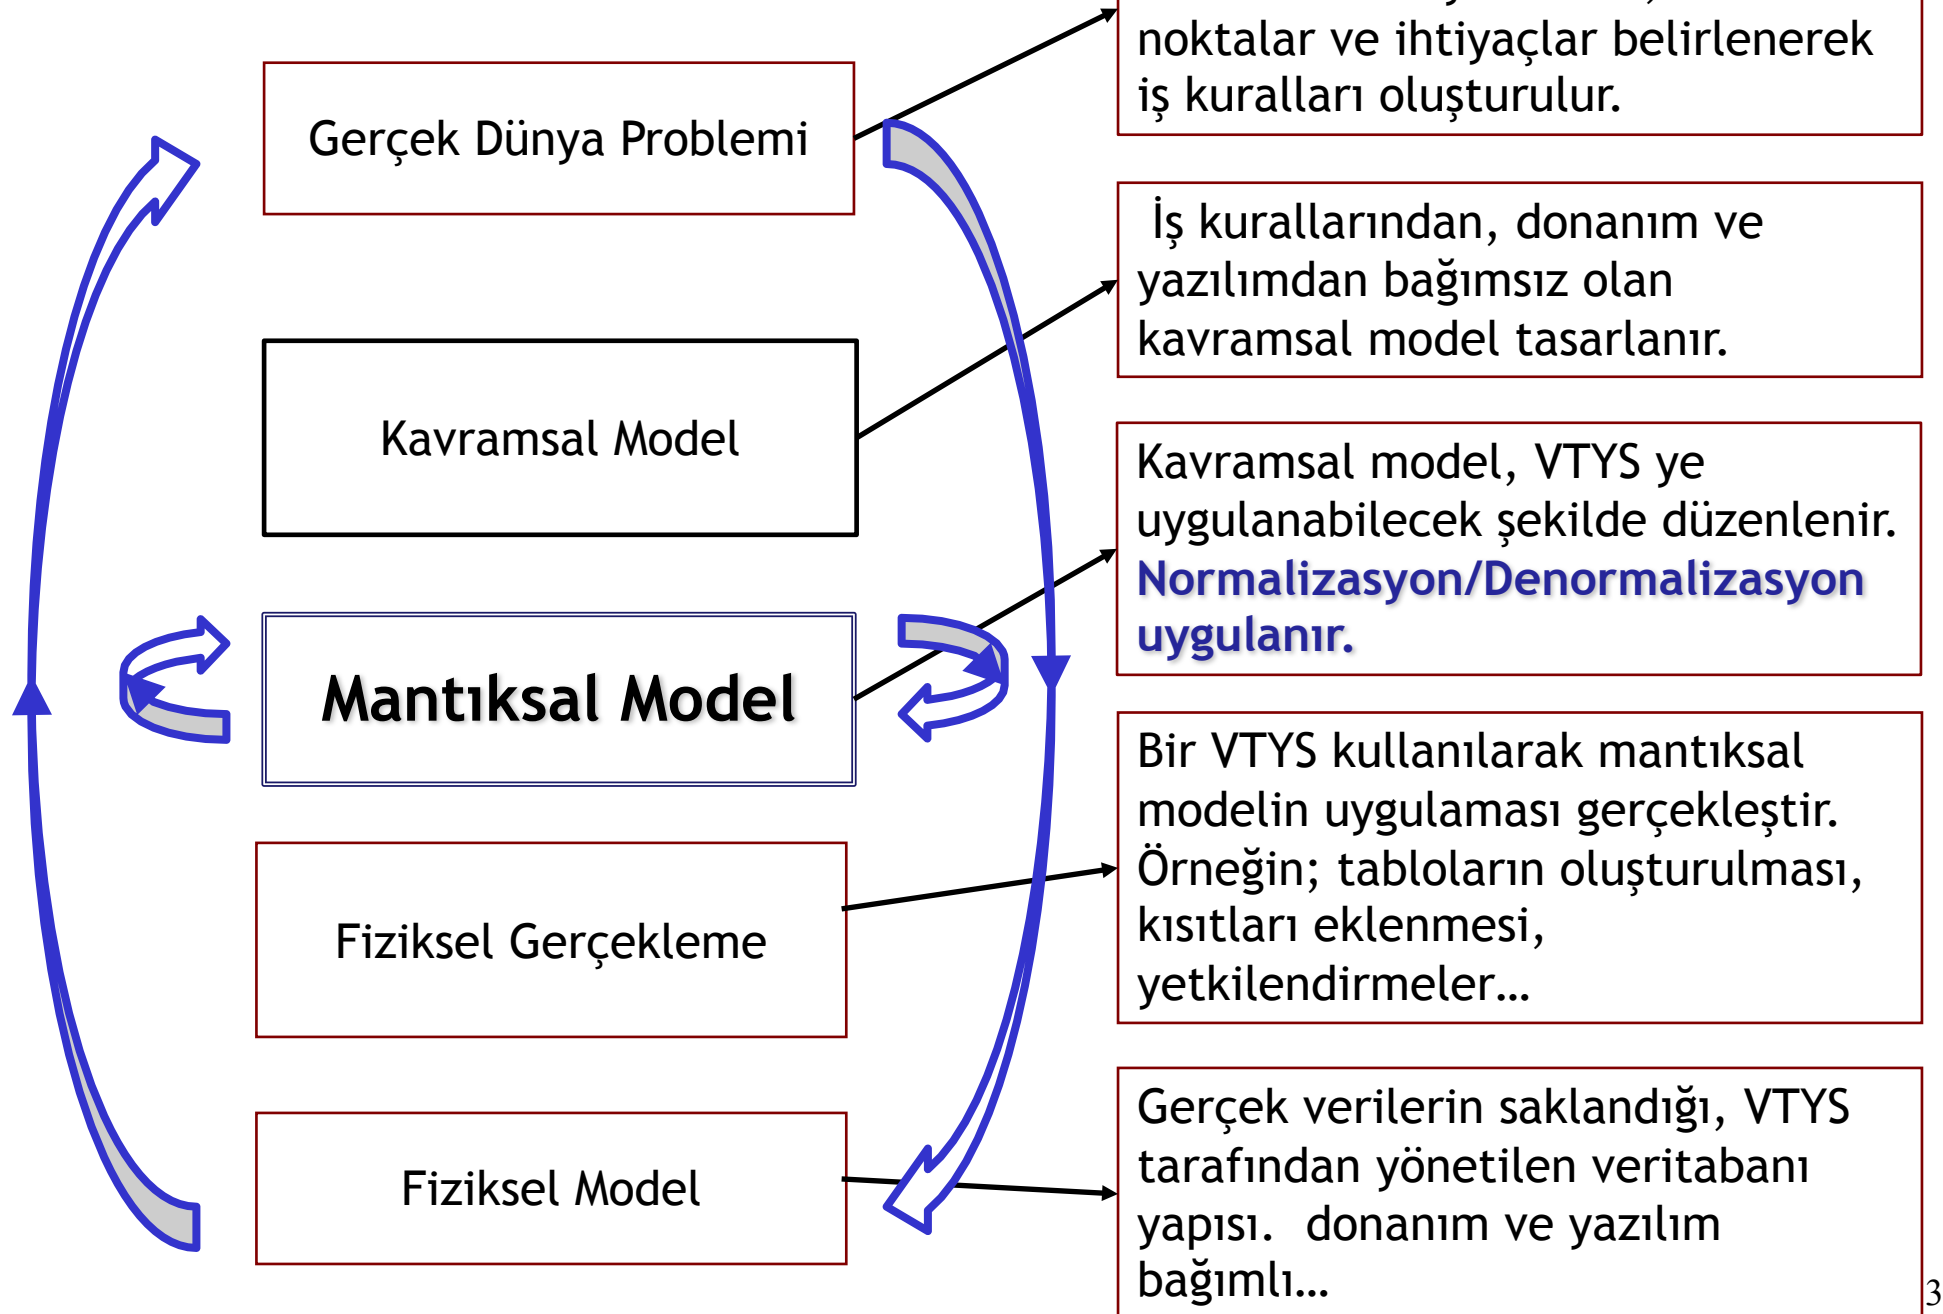 noktalar ve ihtiyaçlar belirlenerek
iş kuralları oluşturulur.
Gerçek Dünya Problemi
İş kurallarından, donanım ve
yazılımdan bağımsız olan
kavramsal model tasarlanır.
Kavramsal Model
Kavramsal model, VTYS ye
uygulanabilecek şekilde düzenlenir.
Normalizasyon/Denormalizasyon
uygulanır.
Mantıksal Model
Bir VTYS kullanılarak mantıksal
modelin uygulaması gerçekleştir.
Örneğin; tabloların oluşturulması,
kısıtları eklenmesi,
yetkilendirmeler…
Fiziksel Gerçekleme
Gerçek verilerin saklandığı, VTYS
tarafından yönetilen veritabanı
yapısı. donanım ve yazılım
bağımlı…
Fiziksel Model
3